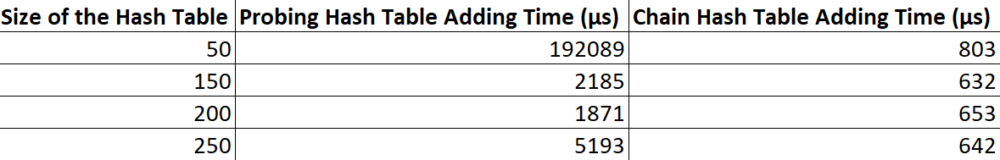 Size of the Hash Table Probing Hash Table Adding Time (µs) Chain Hash Table Adding Time (µs)
50 192089 803
150 2185 632
200 1871 653
250 5193 642